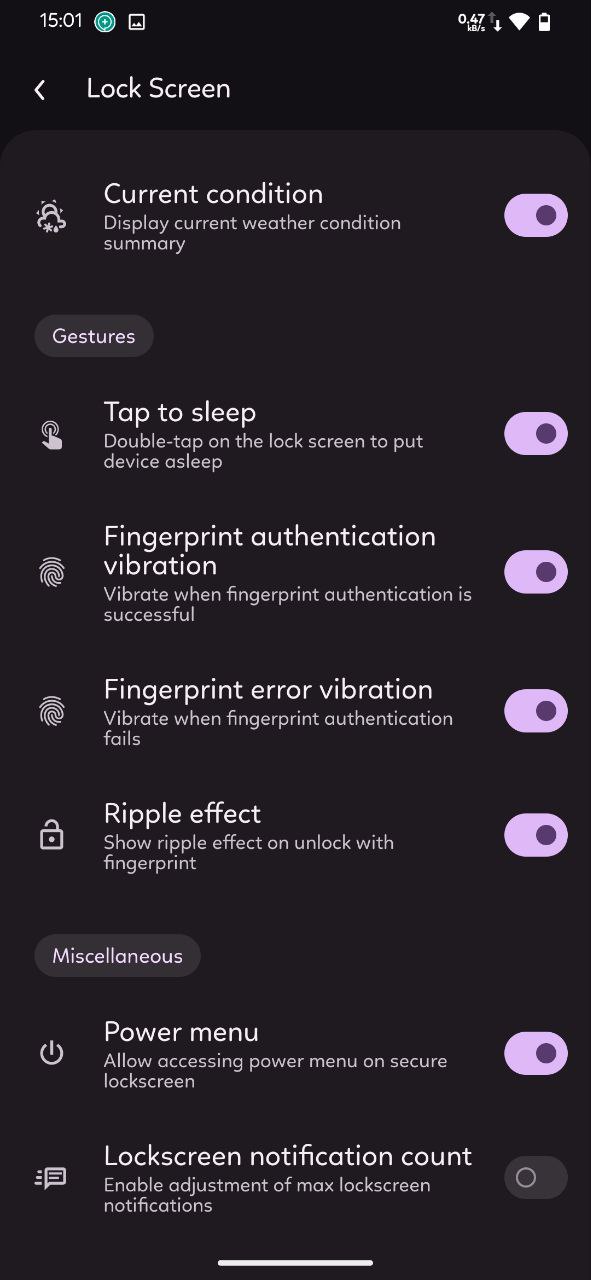 15:01
0.47
kB/s
Lock Screen
Current condition
Display current weather condition
summary
Gestures
Tap to sleep
Double-tap on the lock screen to put
device asleep
Fingerprint authentication
vibration
Vibrate when fingerprint authentication is
successful
Fingerprint error vibration
Vibrate when fingerprint authentication
fails
Ripple effect
Show ripple effect on unlock with
fingerprint
Miscellaneous
Power menu
Allow accessing power menu on secure
lockscreen
Lockscreen notification count
Enable adjustment of max lockscreen
notifications